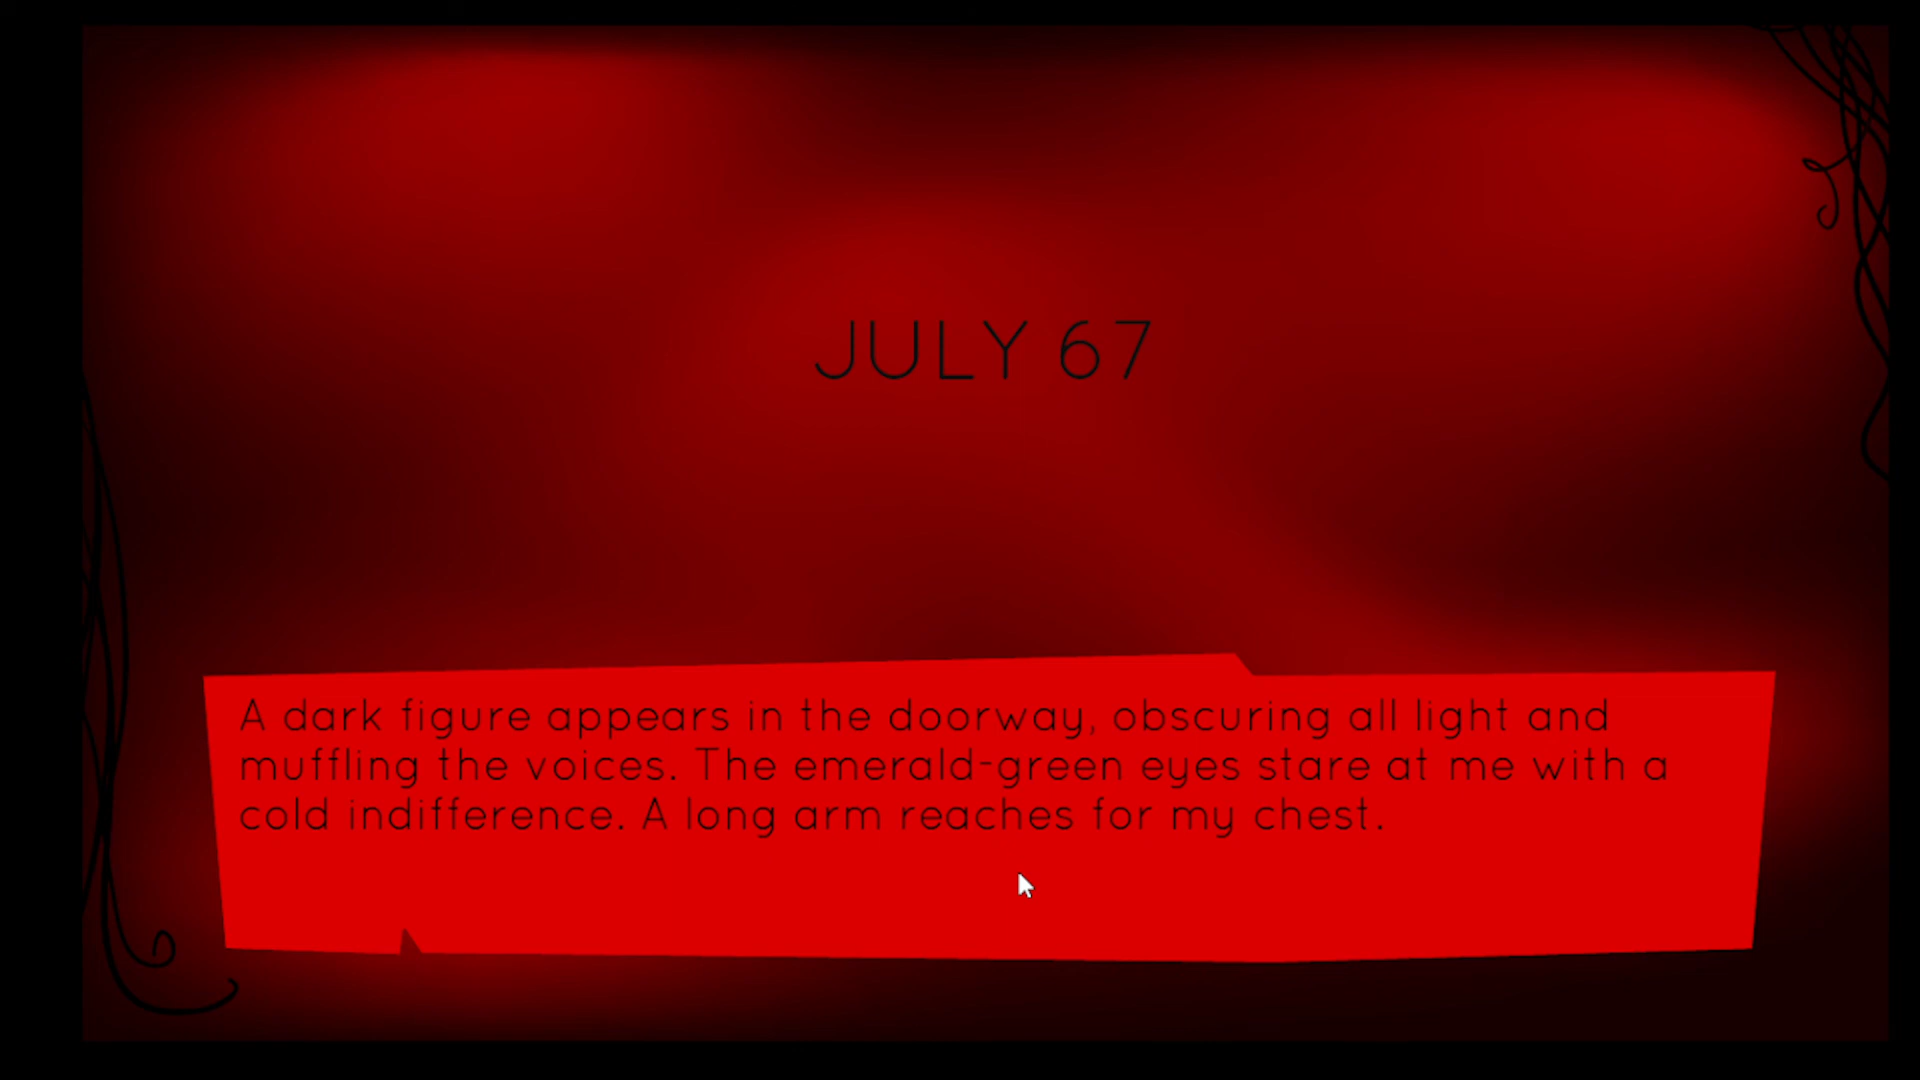 JULY 67
A dark figure appears in the doorway, obscuring all light and
muffling the voices. The emerald-green eyes stare at me with a
cold indifference. A long arm reaches for my chest.